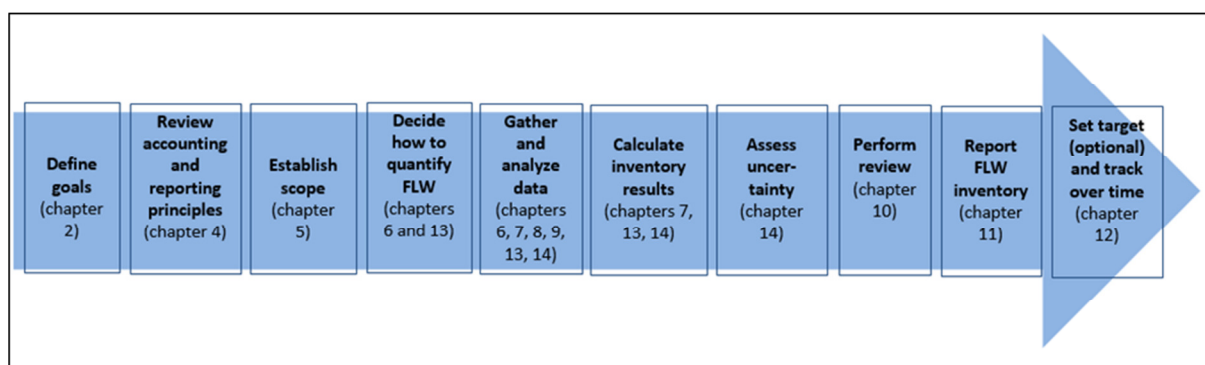 Define
goals
(chapter
2)
Review
accounting
and
reporting
principles
(chapter 4)
Establish
scope
(chapter
5)
Decide
how to
quantify
FLW
(chapters
6 and 13)
Gather
and
analyze
data
(chapters
6, 7, 8, 9,
13, 14)
Calculate
inventory
results
(chapters 7,
13, 14)
Assess
uncer-
tainty
(chapter
14)
Perform
review
(chapter
10)
Report
FLW
inventory
(chapter
11)
Set target
(optional)
and track
over time
(chapter
12)